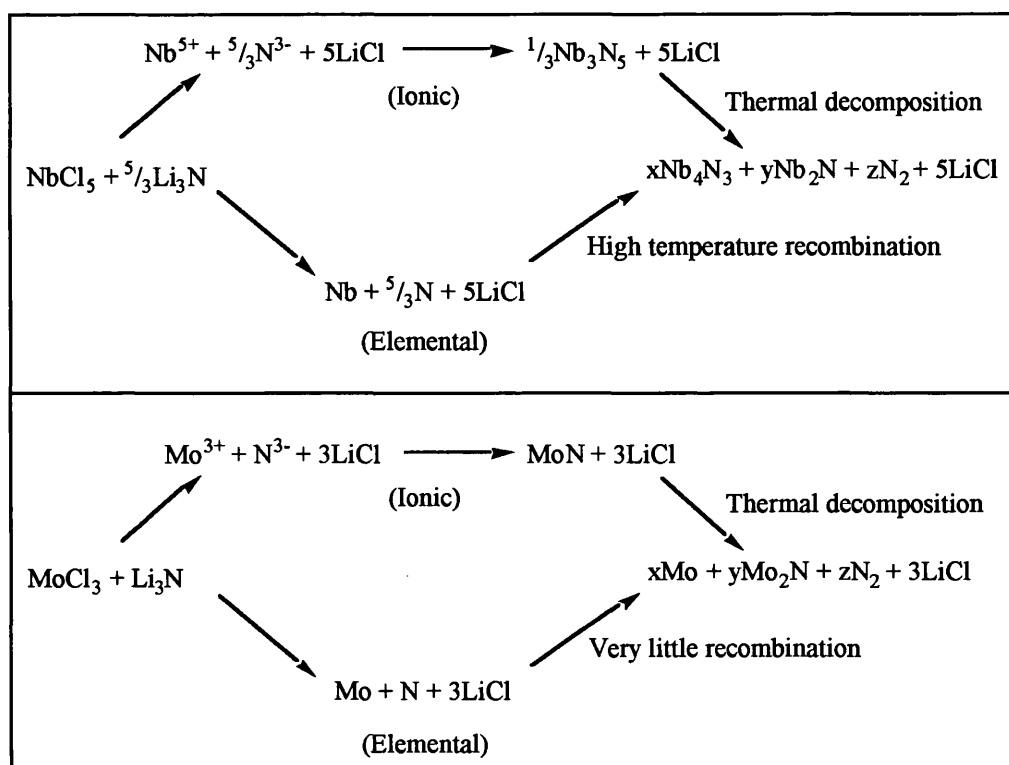 Nb⁵⁺ + ⁵/₃N³⁻ + 5LiCl ⟶ ¹/₃Nb₃N₅ + 5LiCl
(Ionic)
Thermal decomposition
NbCl₅ + ⁵/₃Li₃N
xNb₄N₃ + yNb₂N + zN₂ + 5LiCl
High temperature recombination
Nb + ⁵/₃N + 5LiCl
(Elemental)
Mo³⁺ + N³⁻ + 3LiCl ⟶ MoN + 3LiCl
(Ionic)
Thermal decomposition
MoCl₃ + Li₃N
xMo + yMo₂N + zN₂ + 3LiCl
Very little recombination
Mo + N + 3LiCl
(Elemental)